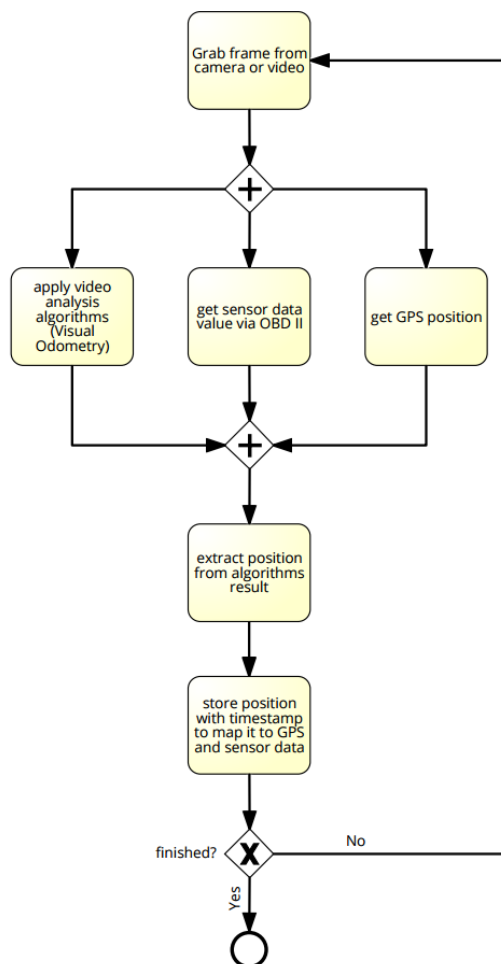 Grab frame from
camera or video
apply video
analysis
algorithms
(Visual
Odometry)
get sensor data
value via OBD II
get GPS position
extract position
from algorithms
result
store position
with timestamp
to map it to GPS
and sensor data
finished?
No
Yes